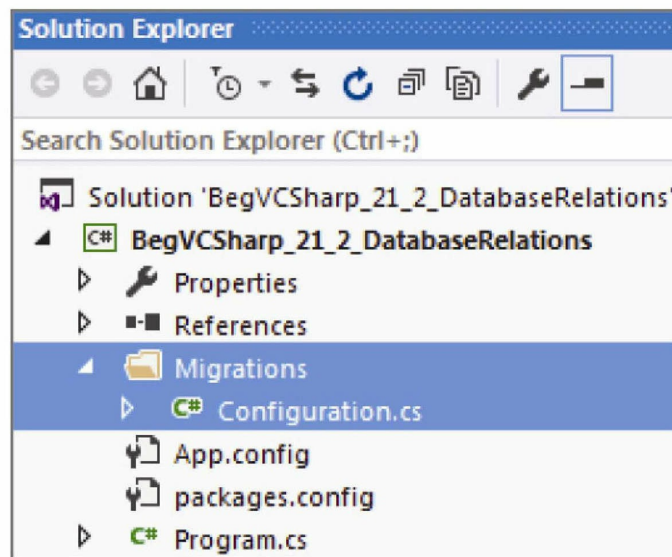 Solution Explorer
Search Solution Explorer (Ctrl+;)
Solution 'BegVCSharp_21_2_DatabaseRelations'
C# BegVCSharp_21_2_DatabaseRelations
Properties
References
Migrations
C# Configuration.cs
App.config
packages.config
C# Program.cs